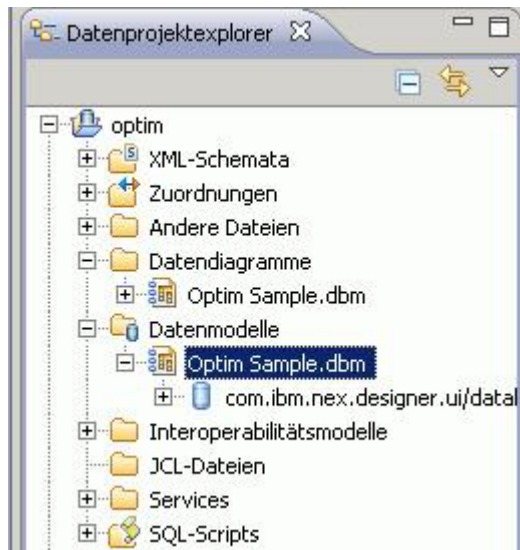 Datenprojektexplorer
optim
XML-Schemata
Zuordnungen
Andere Dateien
Datendiagramme
Optim Sample.dbm
Datenmodelle
Optim Sample.dbm
com.ibm.nex.designer.ui/datal
Interoperabilitätsmodelle
JCL-Dateien
Services
SQL-Scripts